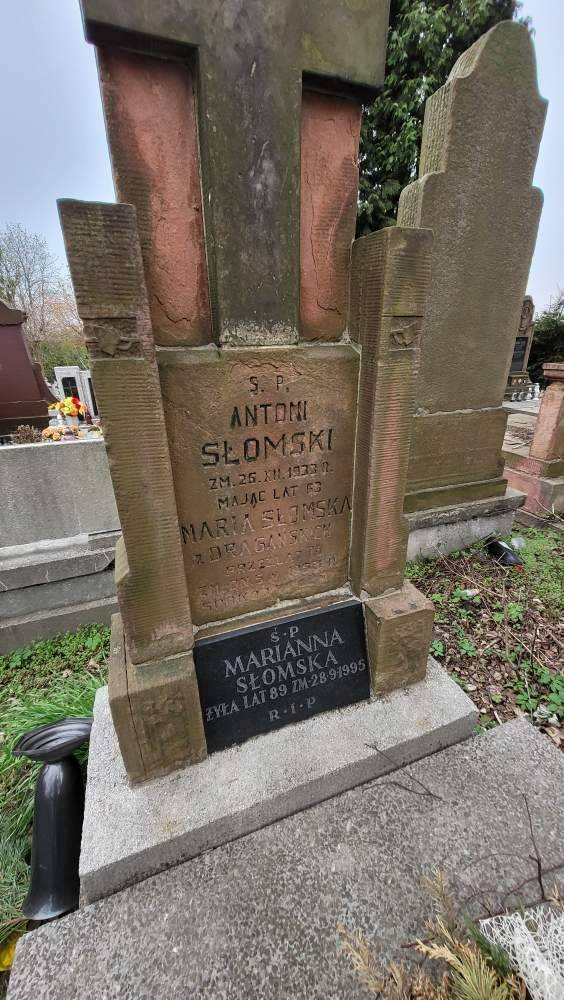 Ś. P.
ANTONI
SŁOMSKI
ZM. 25. XII. 1933 R.
MAJĄC LAT 63
MARIA SŁOMSKA
Z DRAGANSKICH
Ś·P
MARIANNA
SŁOMSKA
ŻYŁA LAT 89 ZM·28·9 1995
R·I·P